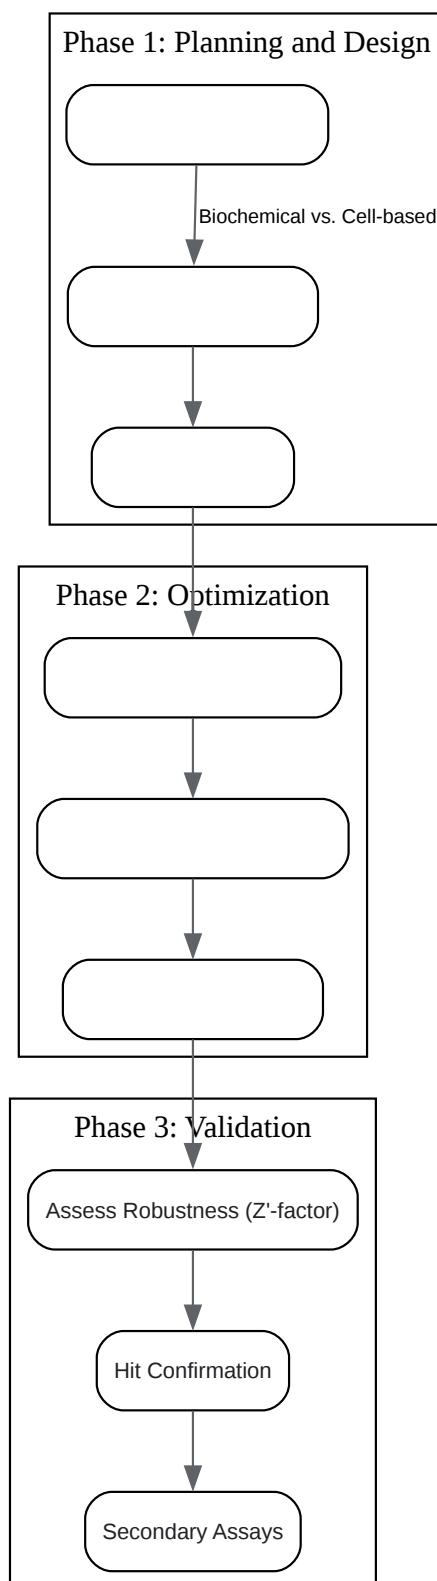 Phase 1: Planning and Design
Biochemical vs. Cell-based
Phase 2: Optimization
Phase 3: Validation
Assess Robustness (Z'-factor)
Hit Confirmation
Secondary Assays